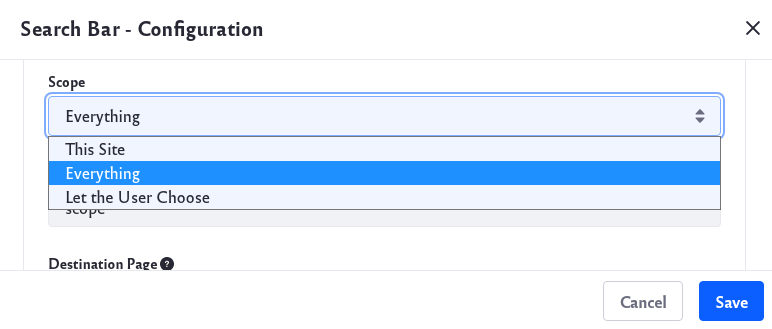 Search Bar - Configuration
Scope
Everything
This Site
Everything
Let the User Choose
scope
Destination Page
Cancel
Save